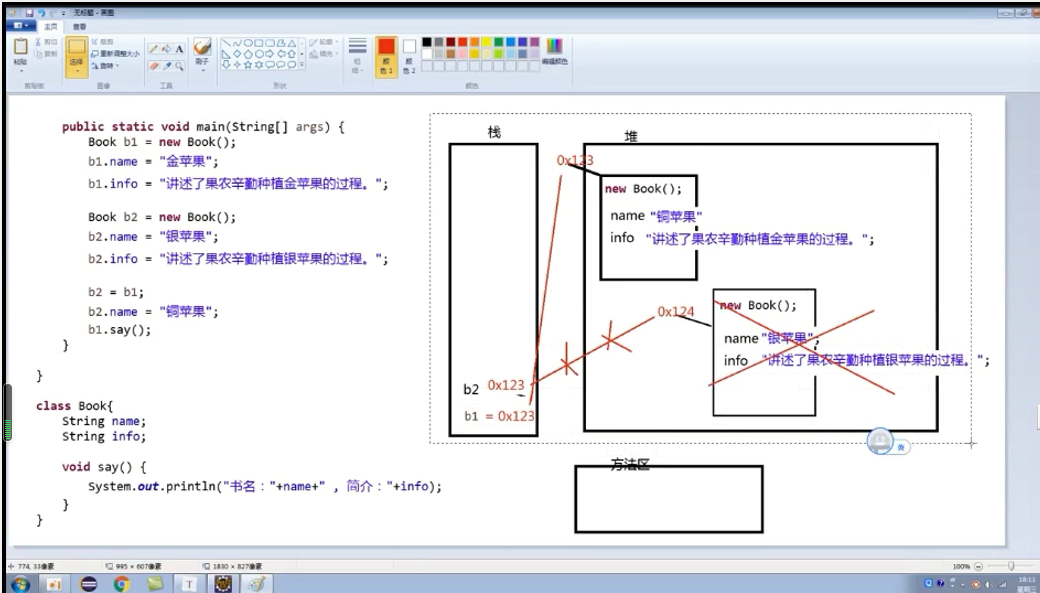 无标题 - 画图
主页 查看
粘贴
剪切
复制
选择
裁剪
重新调整大小
旋转
A
刷子
轮廓
填充
粗细
颜色 1
颜色 2
编辑颜色
剪贴板 图像 工具 形状 颜色
public static void main(String[] args) {
Book b1 = new Book();
b1.name = "金苹果";
b1.info = "讲述了果农辛勤种植金苹果的过程。";
Book b2 = new Book();
b2.name = "银苹果";
b2.info = "讲述了果农辛勤种植银苹果的过程。";
b2 = b1;
b2.name = "铜苹果";
b1.say();
}
}
class Book{
String name;
String info;
void say() {
System.out.println("书名："+name+" , 简介："+info);
}
}
栈
堆
0x123
new Book();
name "铜苹果"
info "讲述了果农辛勤种植金苹果的过程。";
0x124
new Book();
name "银苹果";
info "讲述了果农辛勤种植银苹果的过程。";
b2 0x123
b1 = 0x123
英
方法区
774, 33像素
995 × 607像素
1830 × 827像素
100%
T
18:13